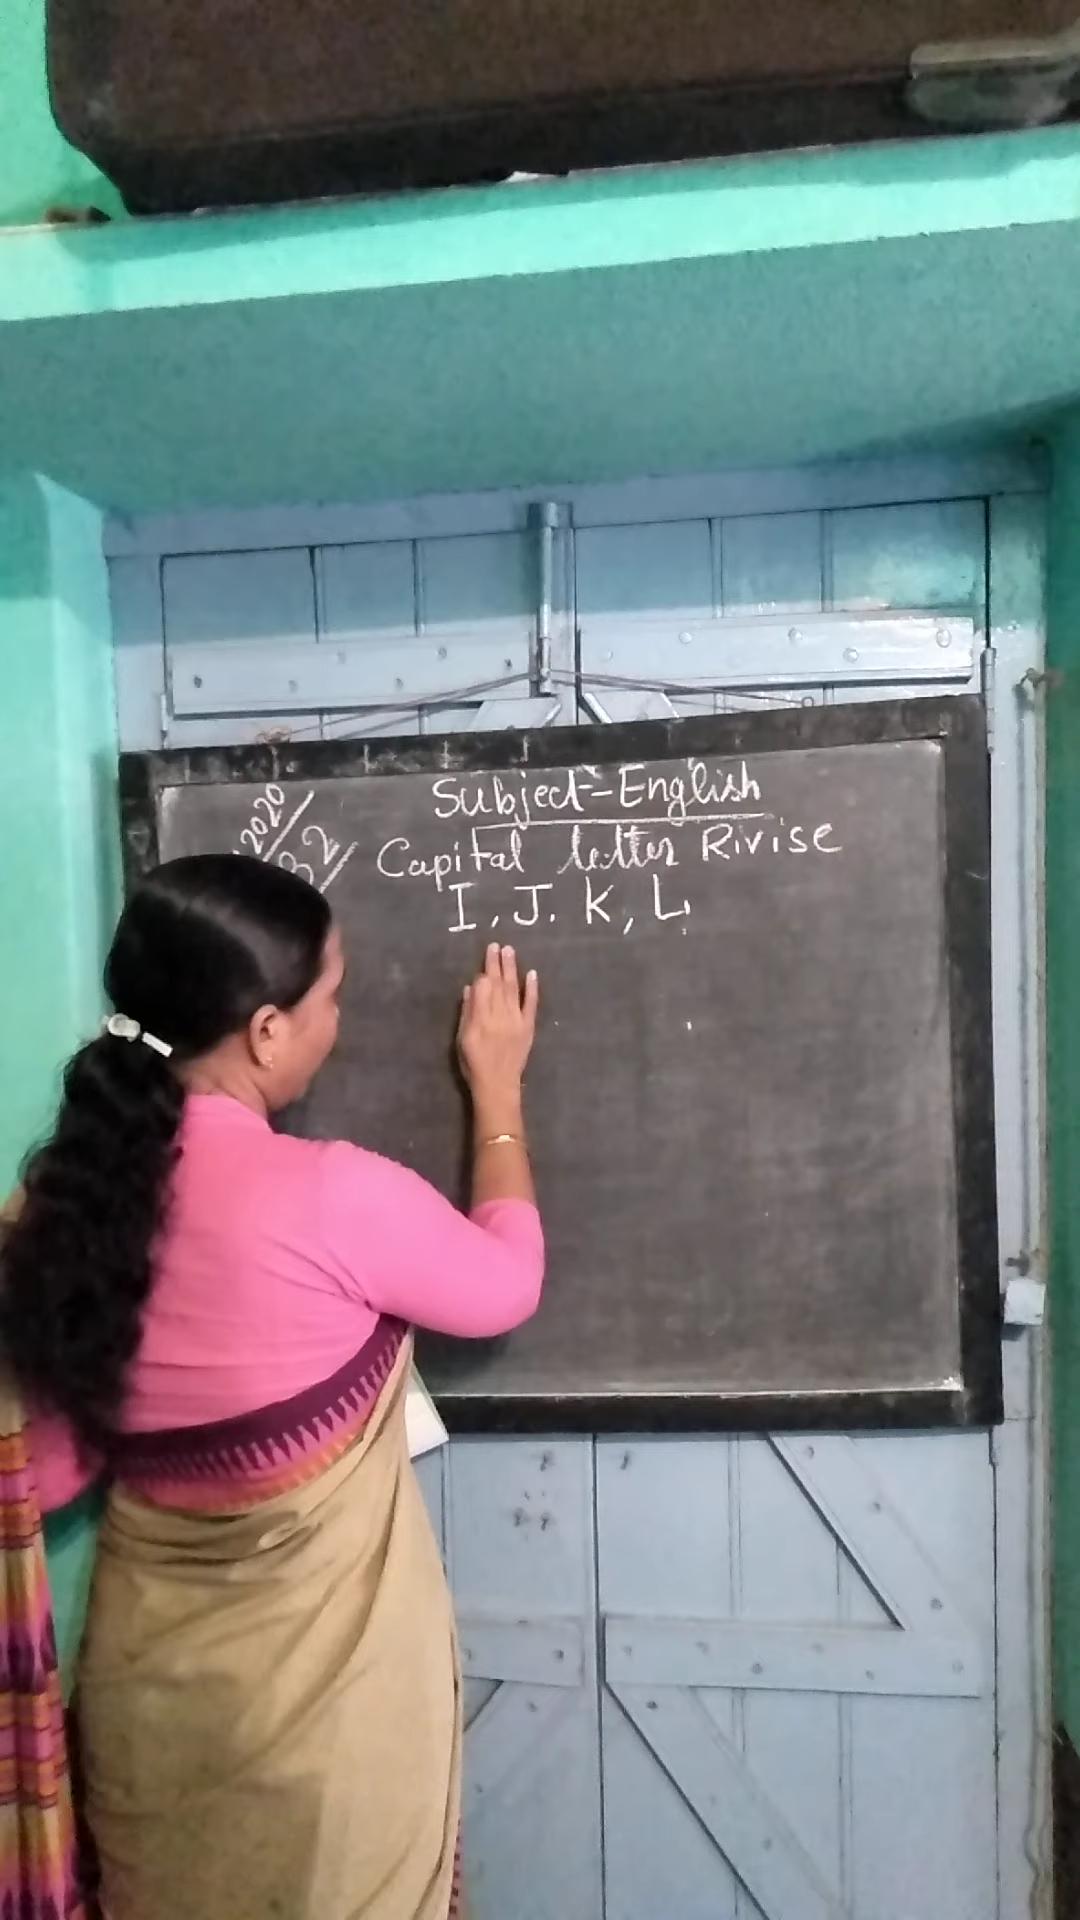 2020
32
Subject-English
Capital letter Rivise
I, J. K, L,